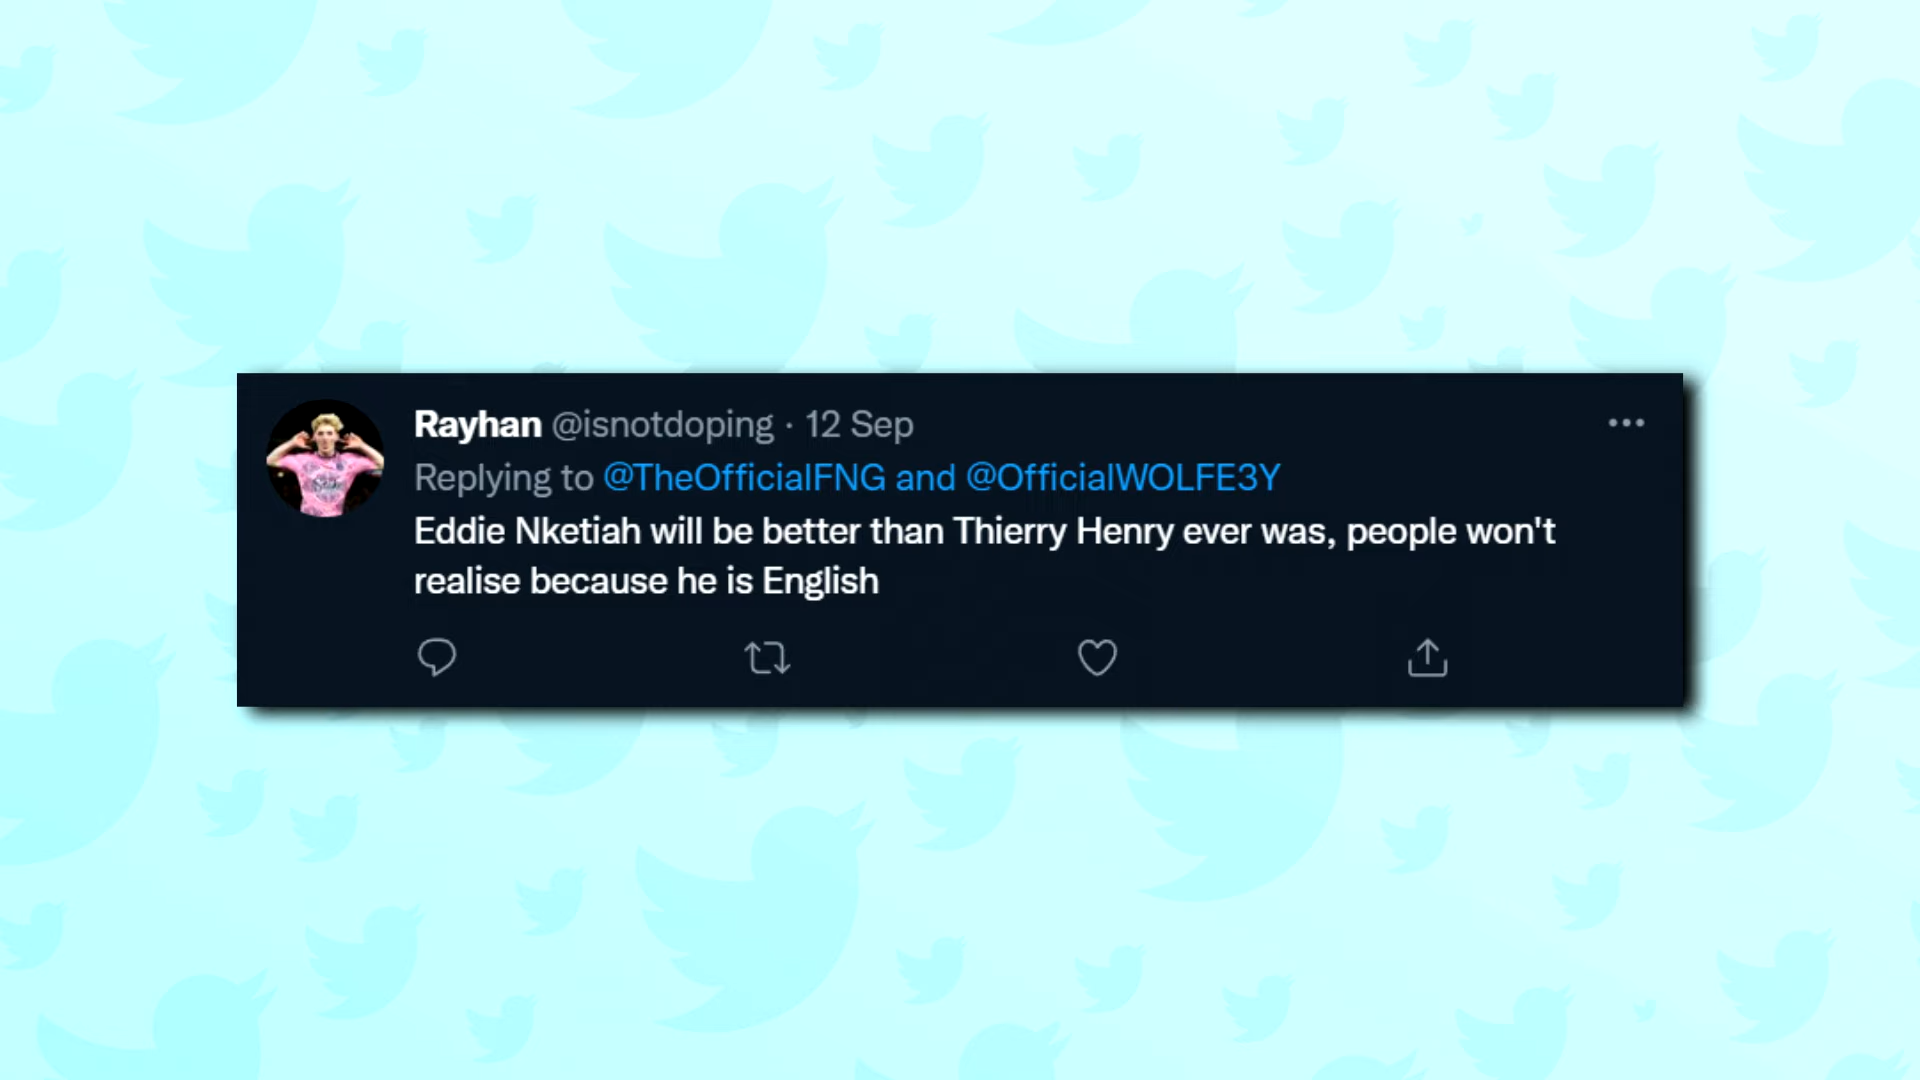 Rayhan @isnotdoping · 12 Sep
Replying to @TheOfficialFNG and @OfficialWOLFE3Y
Eddie Nketiah will be better than Thierry Henry ever was, people won't
realise because he is English